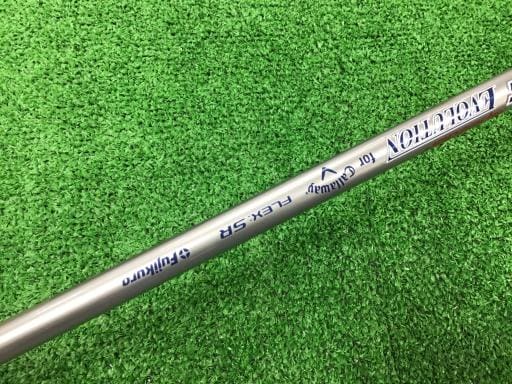 EVOLUTION
for Callaway
FLEX:SR
Fujikura